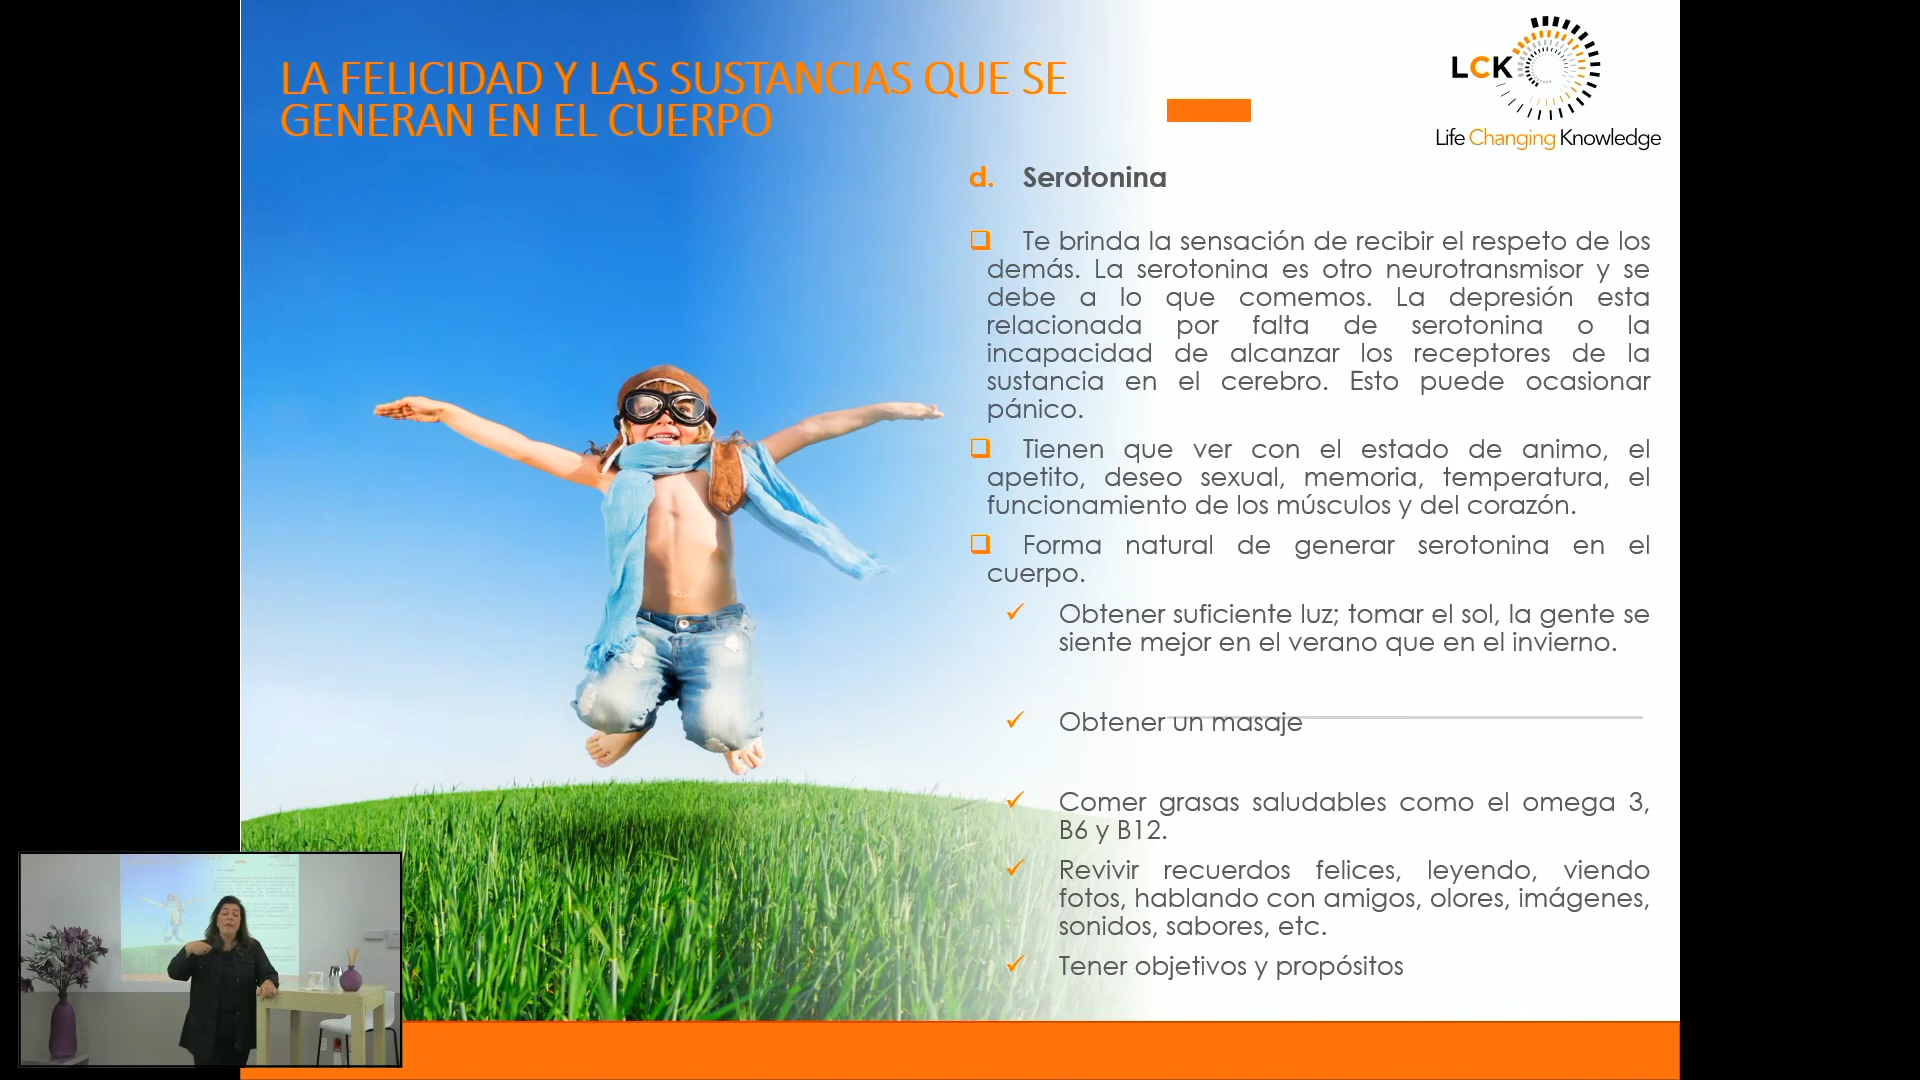 LA FELICIDAD Y LAS SUSTANCIAS QUE SE
GENERAN EN EL CUERPO
LCK
Life Changing Knowledge
d. Serotonina
Te brinda la sensación de recibir el respeto de los
demás. La serotonina es otro neurotransmisor y se
debe a lo que comemos. La depresión esta
relacionada por falta de serotonina o la
incapacidad de alcanzar los receptores de la
sustancia en el cerebro. Esto puede ocasionar
pánico.
Tienen que ver con el estado de animo, el
apetito, deseo sexual, memoria, temperatura, el
funcionamiento de los músculos y del corazón.
Forma natural de generar serotonina en el
cuerpo.
Obtener suficiente luz; tomar el sol, la gente se
siente mejor en el verano que en el invierno.
Obtener un masaje
Comer grasas saludables como el omega 3,
B6 y B12.
Revivir recuerdos felices, leyendo, viendo
fotos, hablando con amigos, olores, imágenes,
sonidos, sabores, etc.
Tener objetivos y propósitos